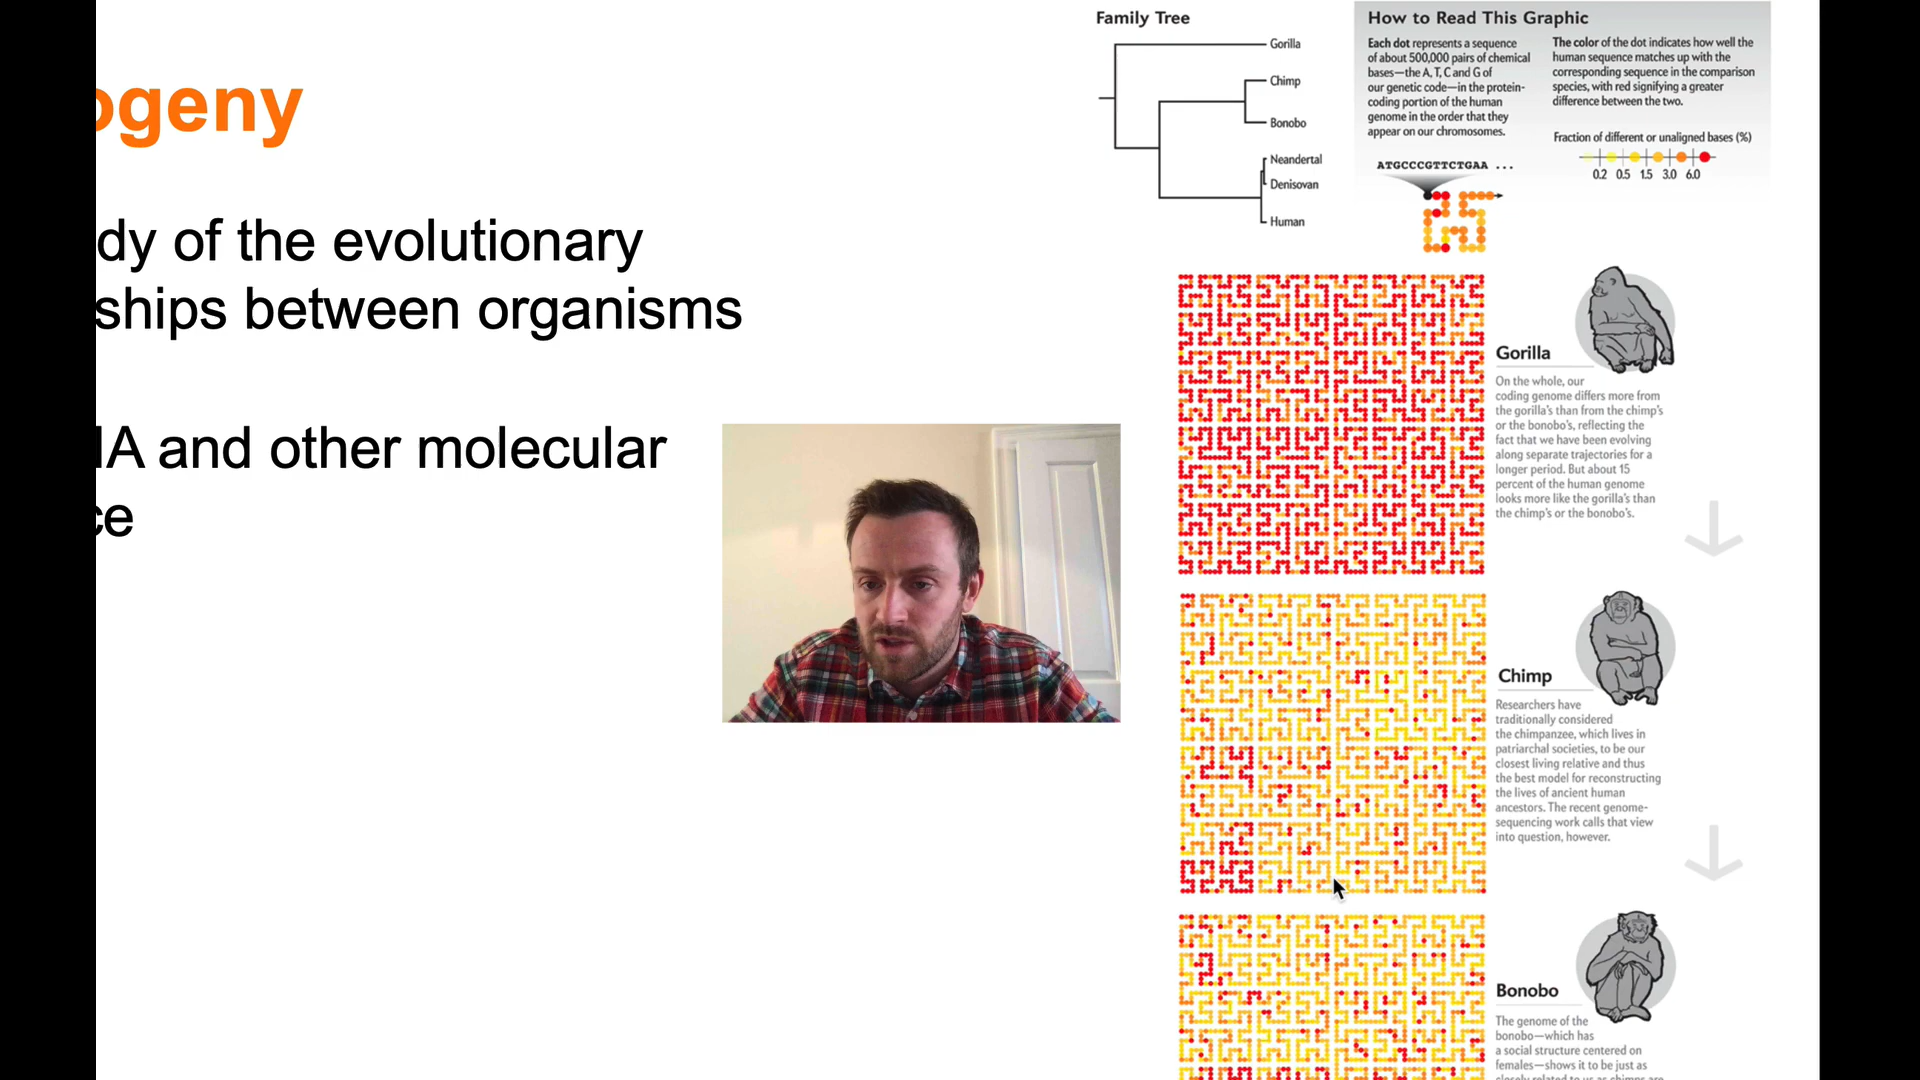 ogeny
dy of the evolutionary
ships between organisms
IA and other molecular
ce
Family Tree
Gorilla
Chimp
Bonobo
Neandertal
Denisovan
Human
How to Read This Graphic
Each dot represents a sequence
of about 500,000 pairs of chemical
bases—the A, T, C and G of
our genetic code—in the protein-
coding portion of the human
genome in the order that they
appear on our chromosomes.
ATGCCCGTTCTGAA ...
The color of the dot indicates how well the
human sequence matches up with the
corresponding sequence in the comparison
species, with red signifying a greater
difference between the two.
Fraction of different or unaligned bases (%)
0.2 0.5 1.5 3.0 6.0
Gorilla
On the whole, our
coding genome differs more from
the gorilla's than from the chimp's
or the bonobo's, reflecting the
fact that we have been evolving
along separate trajectories for a
longer period. But about 15
percent of the human genome
looks more like the gorilla's than
the chimp's or the bonobo's.
Chimp
Researchers have
traditionally considered
the chimpanzee, which lives in
patriarchal societies, to be our
closest living relative and thus
the best model for reconstructing
the lives of ancient human
ancestors. The recent genome-
sequencing work calls that view
into question, however.
Bonobo
The genome of the
bonobo—which has
a social structure centered on
females—shows it to be just as
closely related to us as chimps are